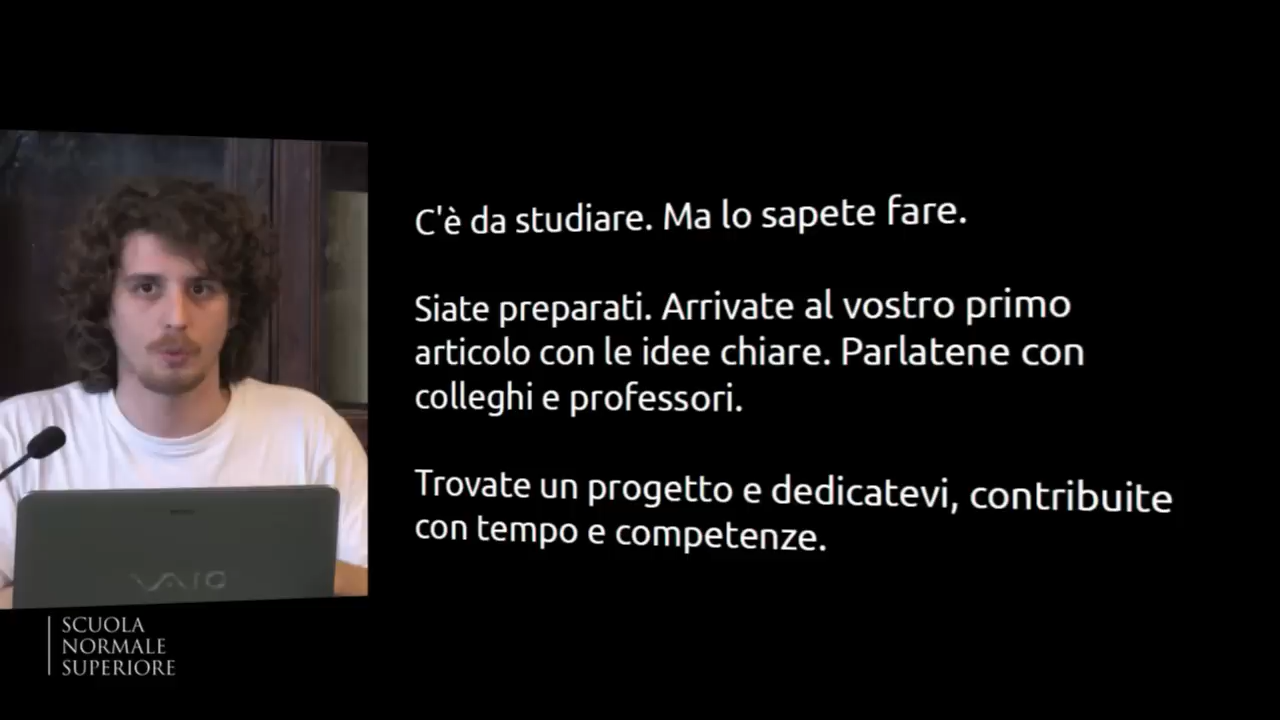 C'è da studiare. Ma lo sapete fare.
Siate preparati. Arrivate al vostro primo
articolo con le idee chiare. Parlatene con
colleghi e professori.
Trovate un progetto e dedicatevi, contribuite
con tempo e competenze.
VAIO
SCUOLA
NORMALE
SUPERIORE